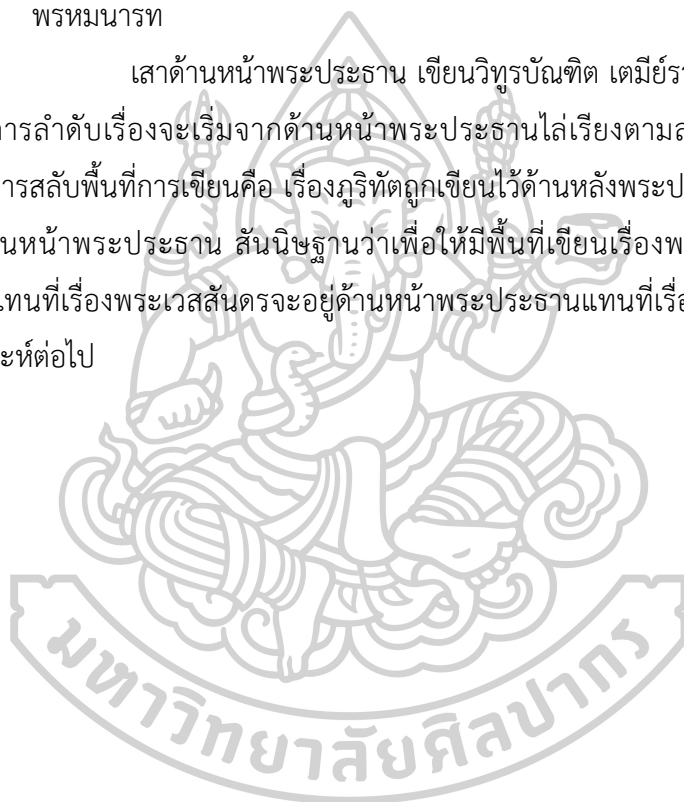 พรหมนารท
เสาด้านหน้าพระประธาน เขียนวิทูรบัณฑิต เตมีย์รา
การลำดับเรื่องจะเริ่มจากด้านหน้าพระประธานไล่เรียงตามล
การสลับพื้นที่การเขียนคือ เรื่องภูริทัตถูกเขียนไว้ด้านหลังพระป
นหน้าพระประธาน สันนิษฐานว่าเพื่อให้มีพื้นที่เขียนเรื่องพ
แทนที่เรื่องพระเวสสันดรจะอยู่ด้านหน้าพระประธานแทนที่เรื่อ
ะห์ต่อไป
มหาวิทยาลัยศิลปากร